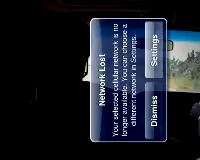 Network Lost
Your selected cellular network is no
longer available. You can choose a
different network in Settings.
Dismiss
Settings